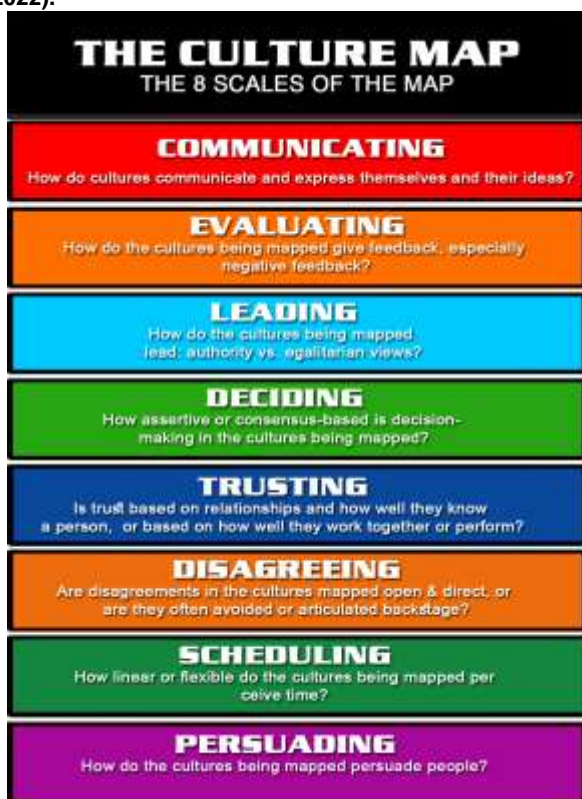 2022).
THE CULTURE MAP
THE 8 SCALES OF THE MAP
COMMUNICATING
How do cultures communicate and express themselves and their ideas?
EVALUATING
How do the cultures being mapped give feedback, especially
negative feedback?
LEADING
How do the cultures being mapped
lead: authority vs. egalitarian views?
DECIDING
How assertive or consensus-based is decision-
making in the cultures being mapped?
TRUSTING
Is trust based on relationships and how well they know
a person, or based on how well they work together or perform?
DISAGREEING
Are disagreements in the cultures mapped open & direct, or
are they often avoided or articulated backstage?
SCHEDULING
How linear or flexible do the cultures being mapped per
ceive time?
PERSUADING
How do the cultures being mapped persuade people?